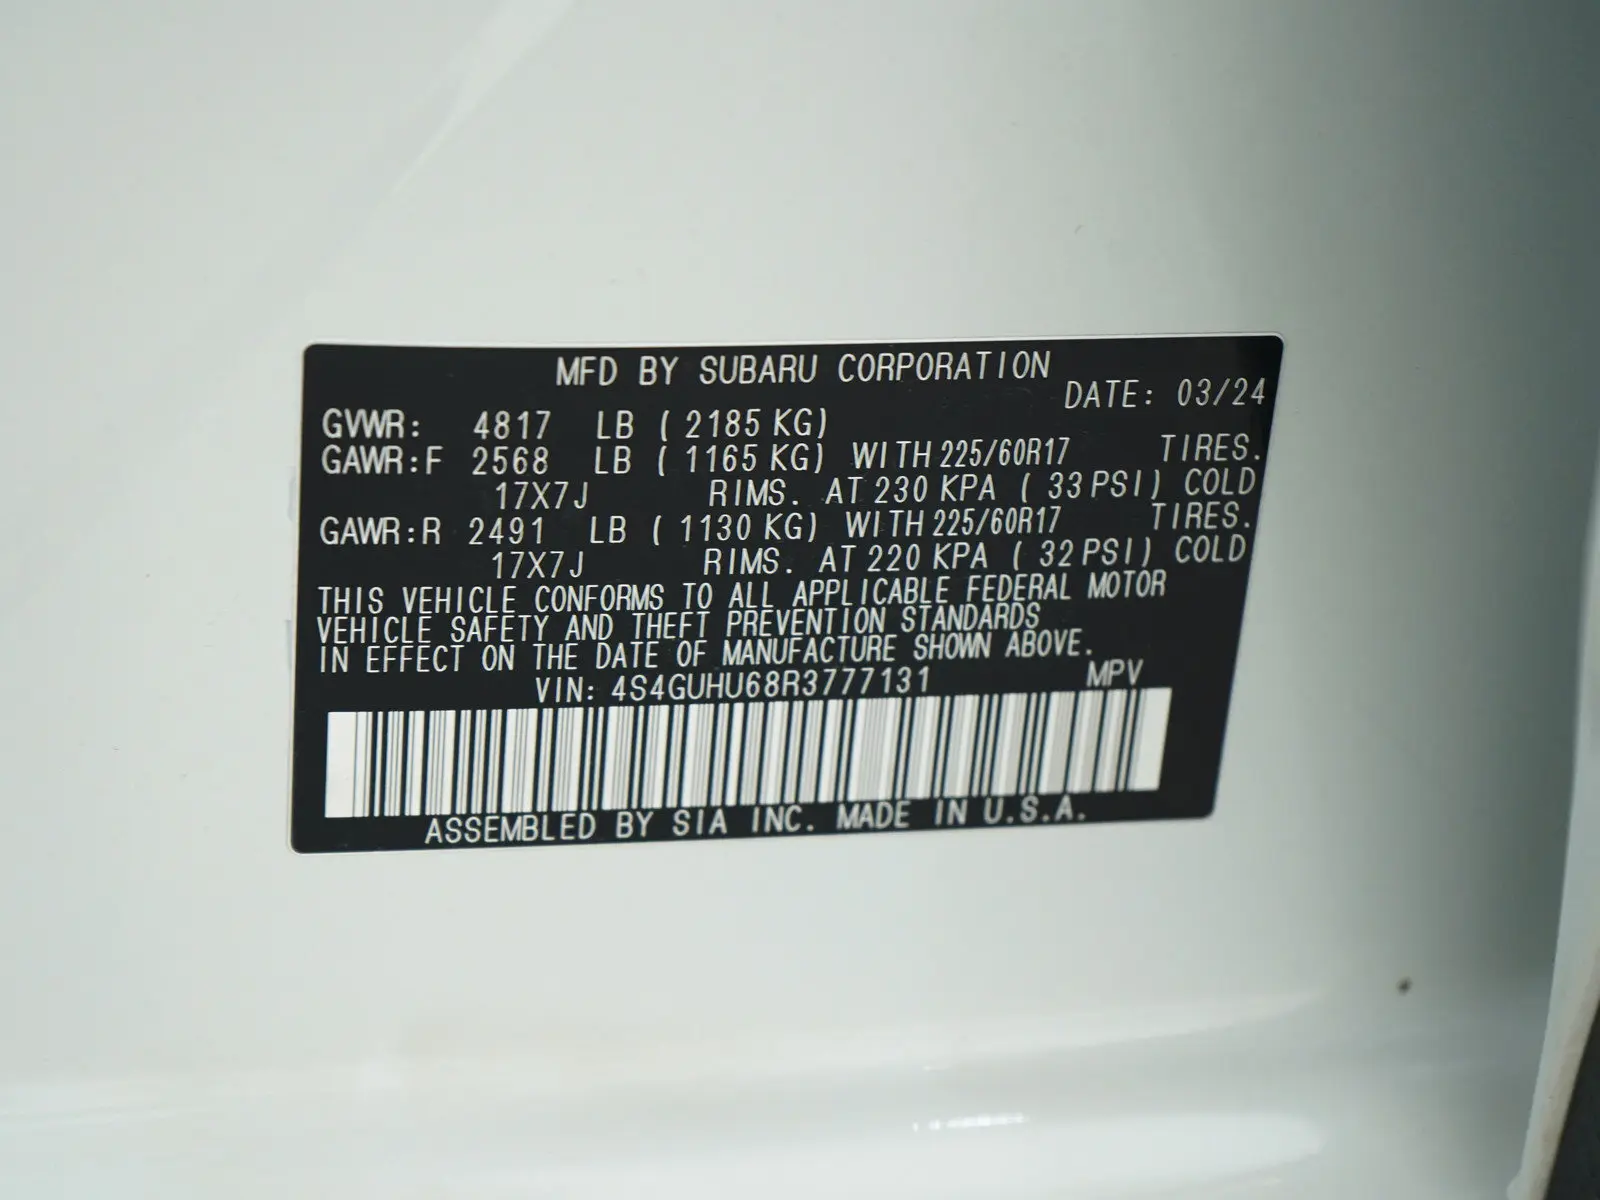 MFD BY SUBARU CORPORATION
DATE: 03/24
GVWR: 4817 LB ( 2185 KG)
GAWR:F 2568 LB ( 1165 KG) WITH 225/60R17 TIRES.
17X7J RIMS. AT 230 KPA ( 33 PSI) COLD
GAWR:R 2491 LB ( 1130 KG) WITH 225/60R17 TIRES.
17X7J RIMS. AT 220 KPA ( 32 PSI) COLD
THIS VEHICLE CONFORMS TO ALL APPLICABLE FEDERAL MOTOR
VEHICLE SAFETY AND THEFT PREVENTION STANDARDS
IN EFFECT ON THE DATE OF MANUFACTURE SHOWN ABOVE.
VIN: 4S4GUHU68R3777131 MPV
ASSEMBLED BY SIA INC. MADE IN U.S.A.